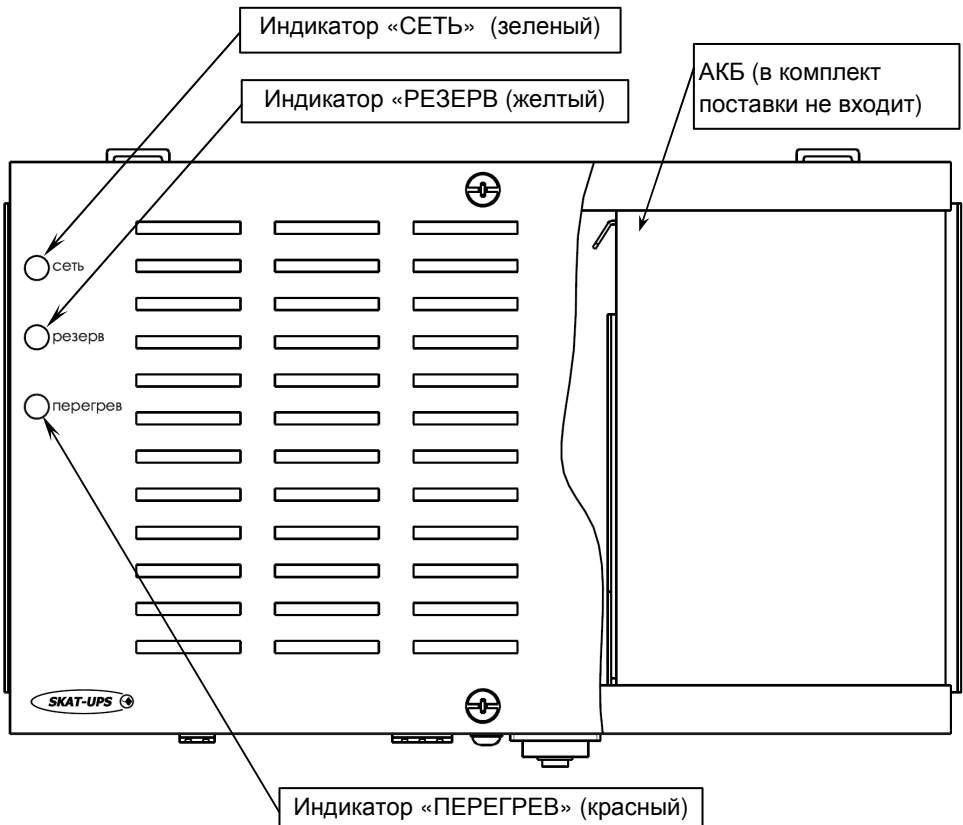 Индикатор «СЕТЬ» (зеленый)
Индикатор «РЕЗЕРВ (желтый)
АКБ (в комплект
поставки не входит)
сеть
резерв
перегрев
SKAT-UPS
Индикатор «ПЕРЕГРЕВ» (красный)